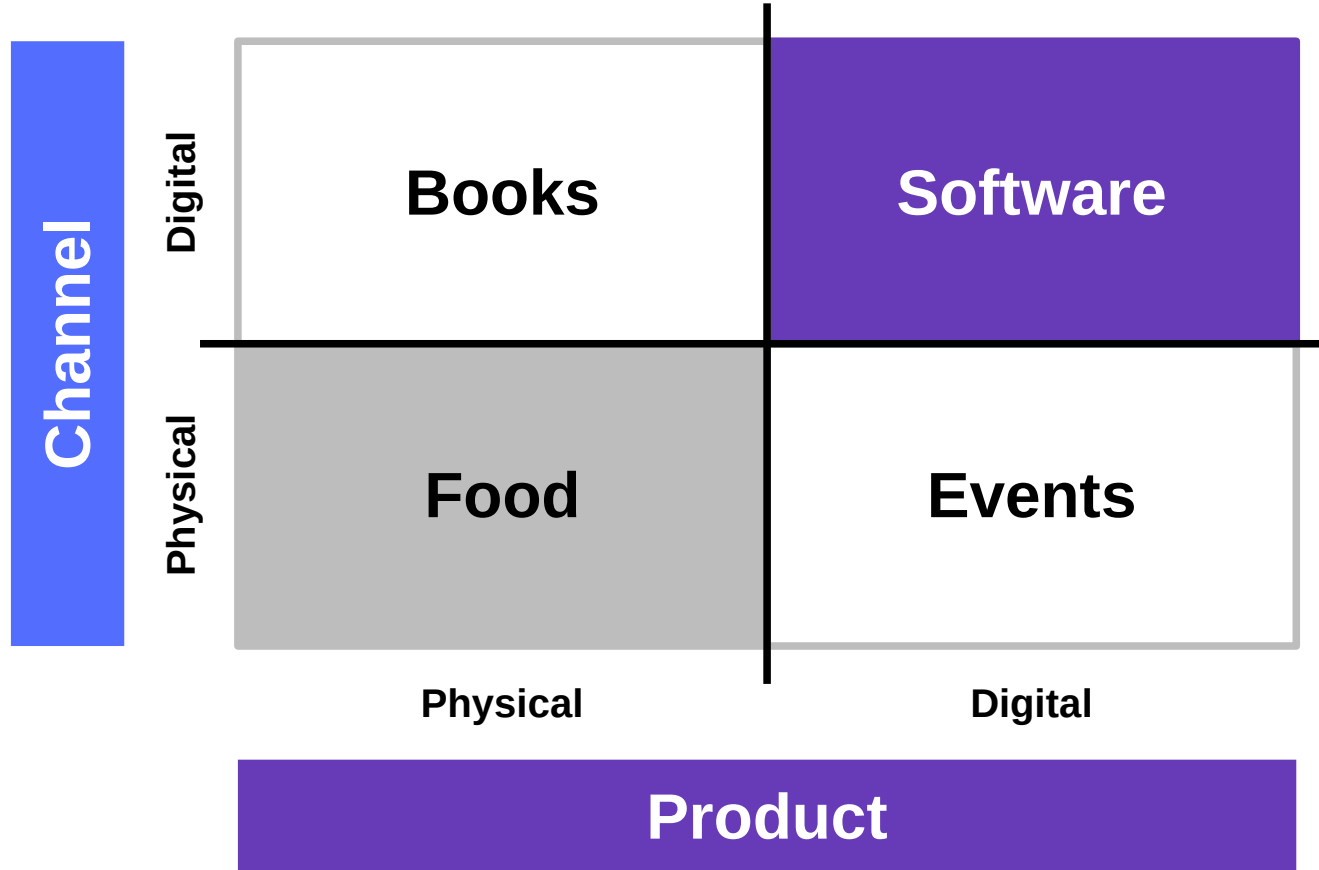 Channel
Digital
Books
Software
Physical
Food
Events
Physical
Digital
Product